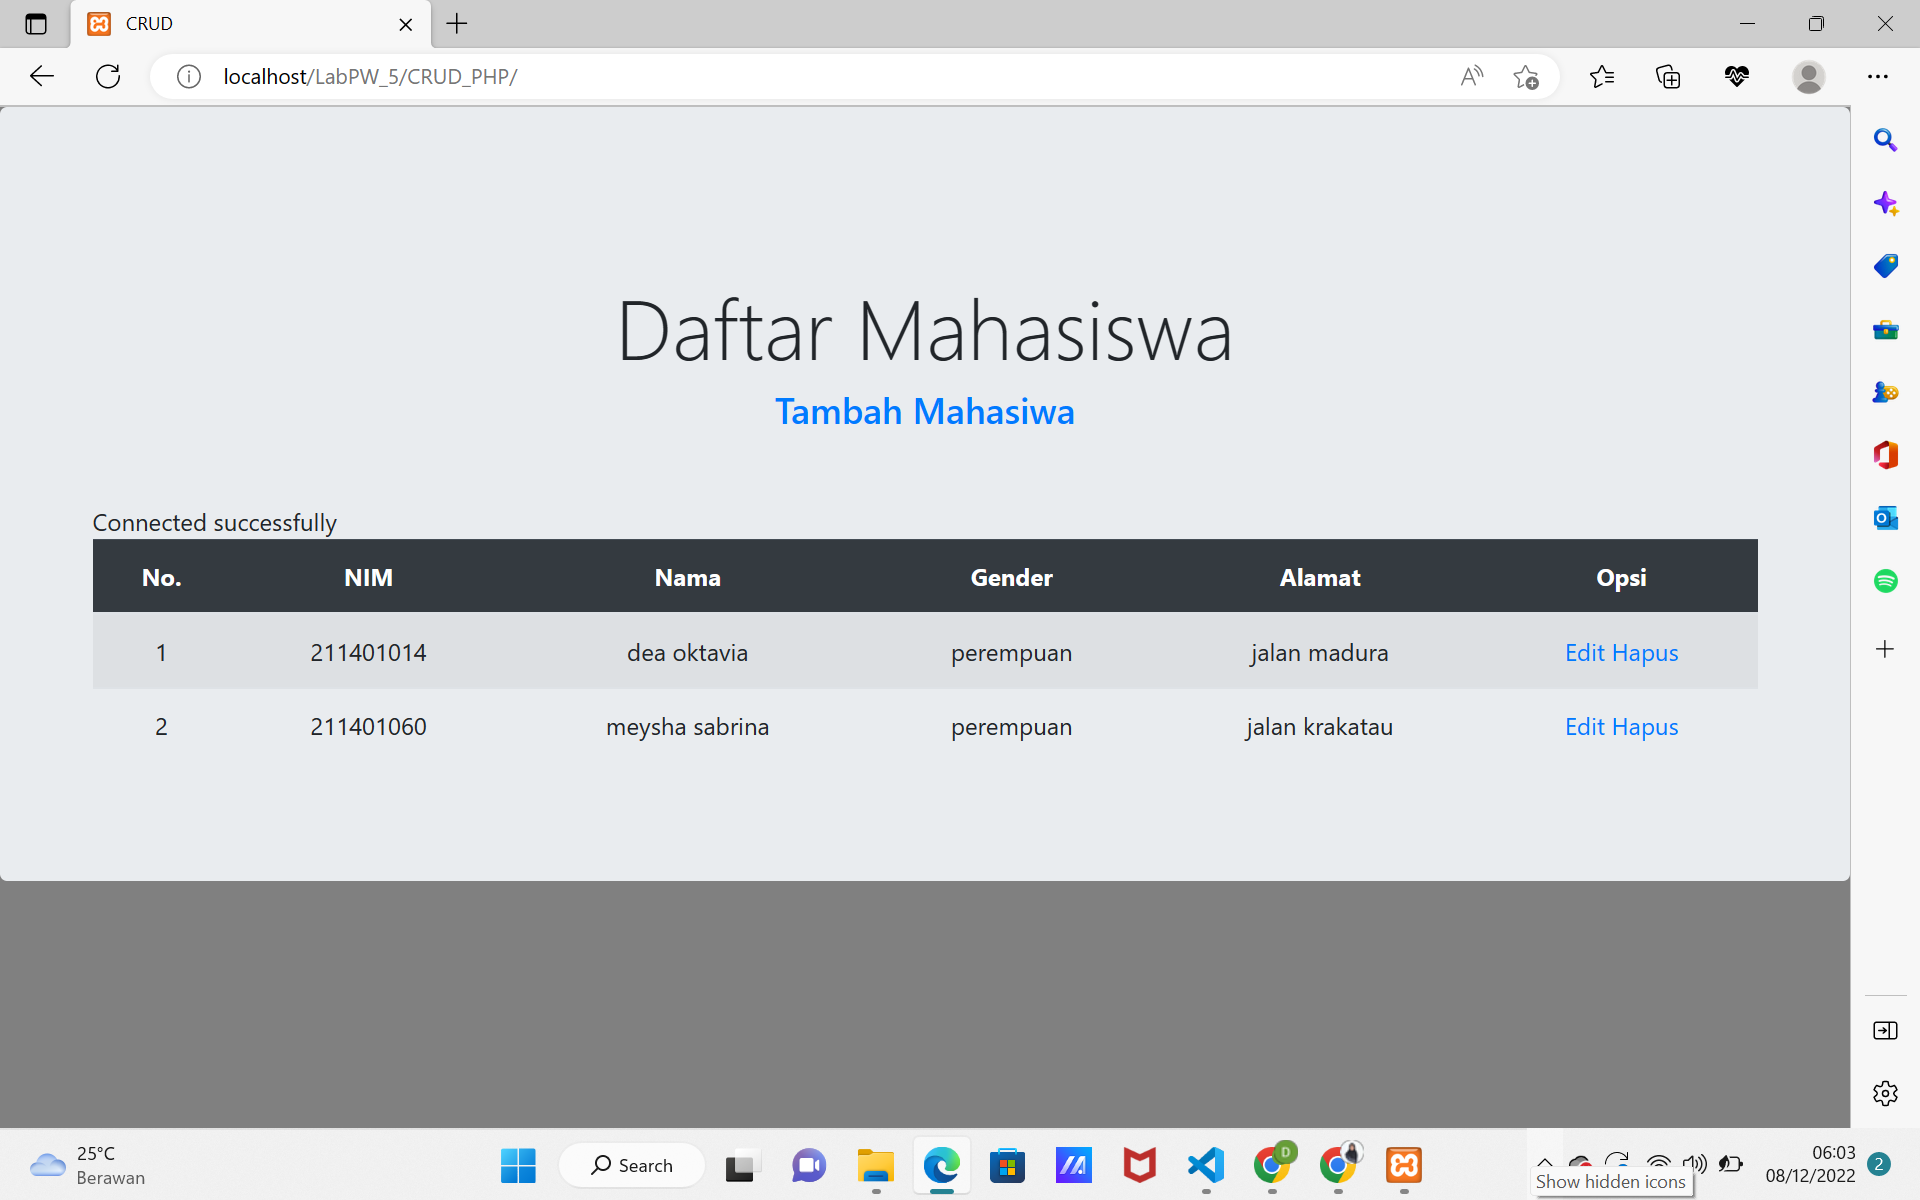 CRUD
localhost/LabPW_5/CRUD_PHP/
Daftar Mahasiswa
Tambah Mahasiwa
Connected successfully
No. NIM Nama Gender Alamat Opsi
1 211401014 dea oktavia perempuan jalan madura Edit Hapus
2 211401060 meysha sabrina perempuan jalan krakatau Edit Hapus
25°C
Berawan
Search
D
06:03
08/12/2022
2
Show hidden icons